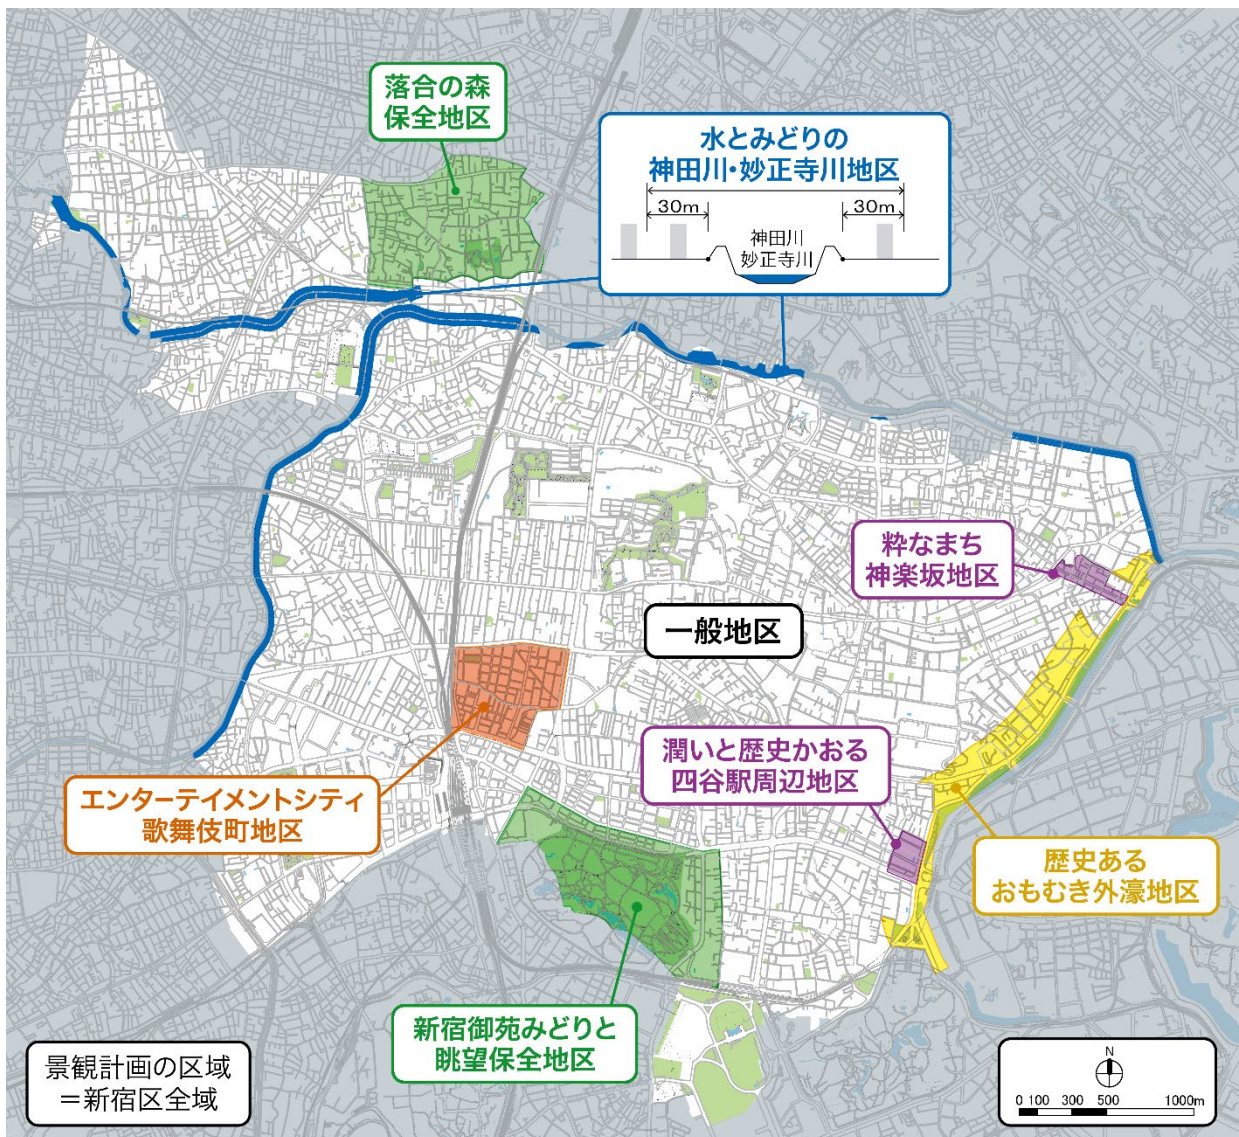 落合の森
保全地区
水とみどりの
神田川・妙正寺川地区
30m
30m
神田川
妙正寺川
粋なまち
神楽坂地区
一般地区
潤いと歴史かおる
四谷駅周辺地区
エンターテイメントシティ
歌舞伎町地区
歴史ある
おもむき外濠地区
新宿御苑みどりと
眺望保全地区
景観計画の区域
＝新宿区全域
N
0 100 300 500 1000m